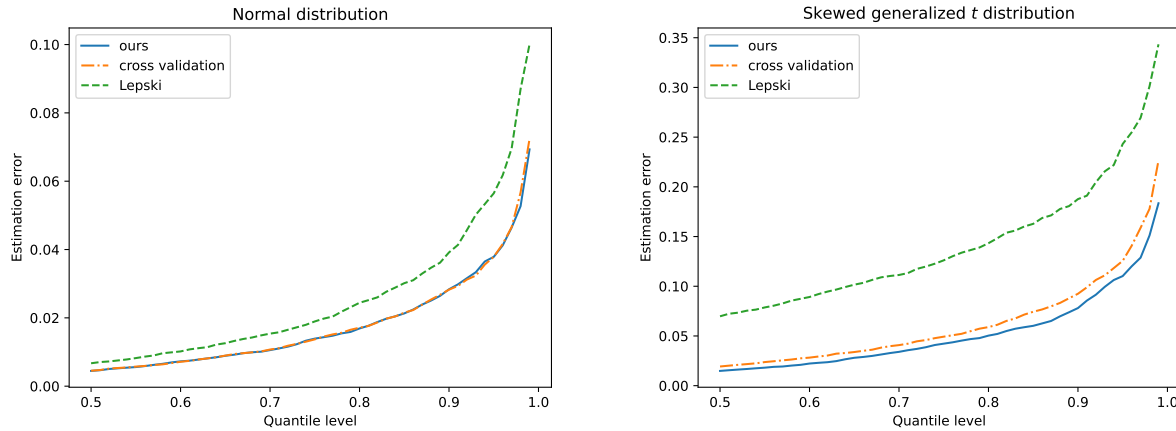 Normal distribution
ours
cross validation
Lepski
0.10
0.08
0.06
0.04
0.02
0.00
Estimation error
0.5 0.6 0.7 0.8 0.9 1.0
Quantile level
Skewed generalized t distribution
ours
cross validation
Lepski
0.35
0.30
0.25
0.20
0.15
0.10
0.05
0.00
Estimation error
0.5 0.6 0.7 0.8 0.9 1.0
Quantile level